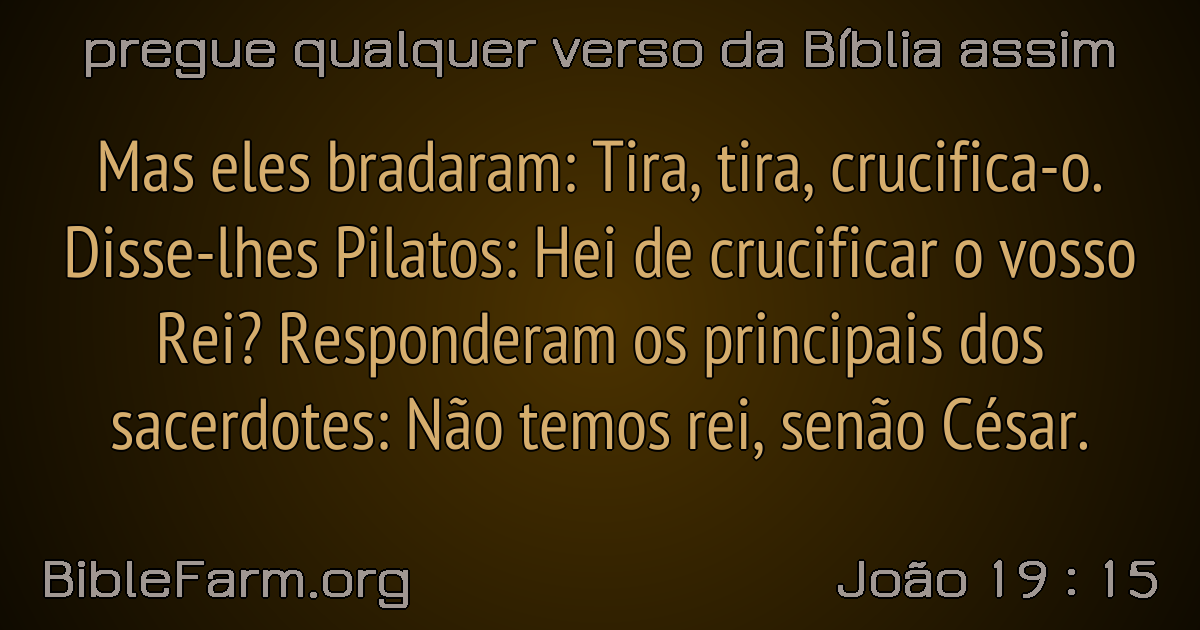 pregue qualquer verso da Bíblia assim
Mas eles bradaram: Tira, tira, crucifica-o.
Disse-lhes Pilatos: Hei de crucificar o vosso
Rei? Responderam os principais dos
sacerdotes: Não temos rei, senão César.
BibleFarm.org
João 19 : 15